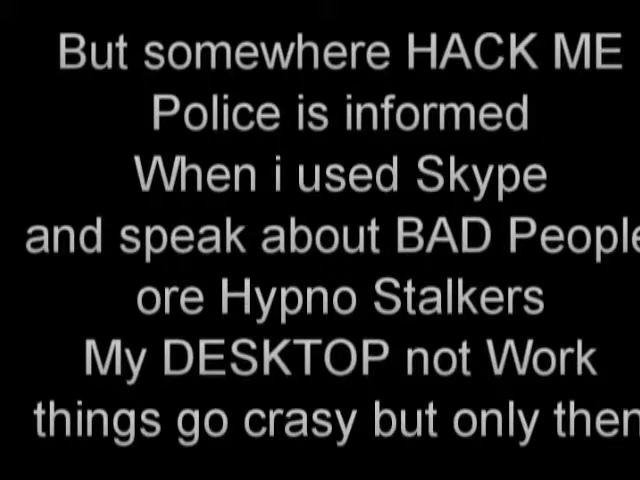 But somewhere HACK ME
Police is informed
When i used Skype
and speak about BAD People
ore Hypno Stalkers
My DESKTOP not Work
things go crasy but only then